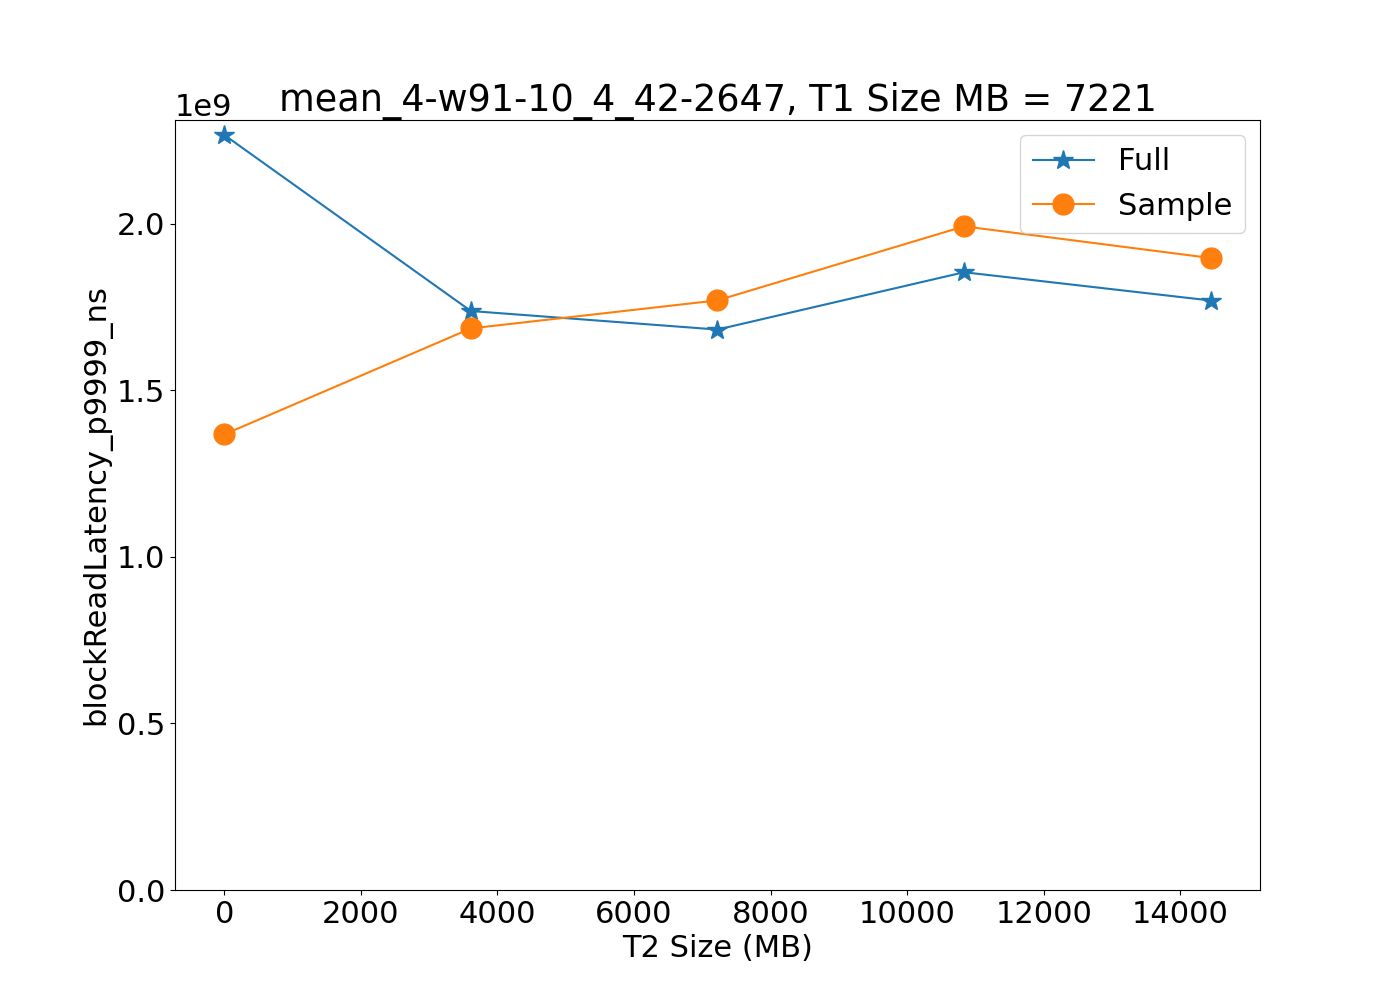 1e9
mean_4-w91-10_4_42-2647, T1 Size MB = 7221
Full
Sample
2.0
1.5
1.0
0.5
0.0
blockReadLatency_p9999_ns
0 2000 4000 6000 8000 10000 12000 14000
T2 Size (MB)